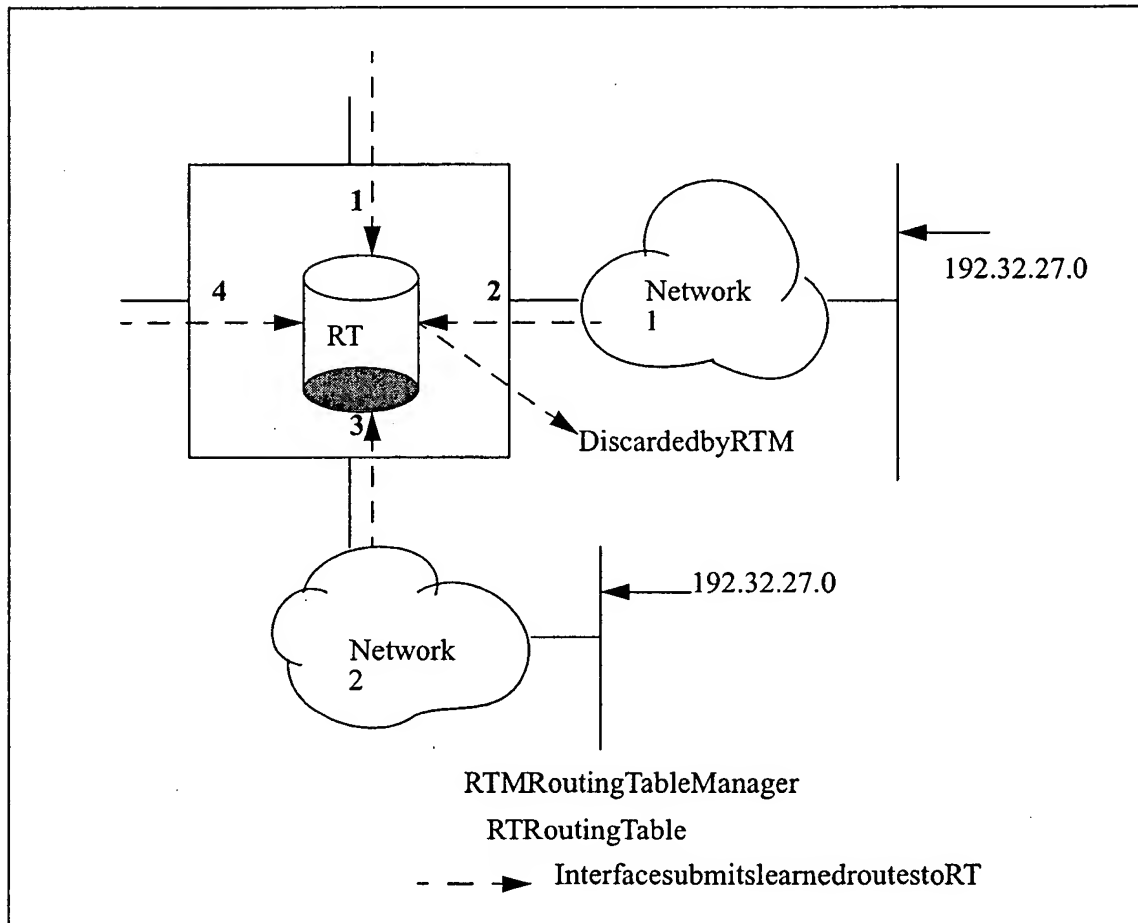 1
4
2
RT
Network
1
192.32.27.0
3
DiscardedbyRTM
192.32.27.0
Network
2
RTMRoutingTableManager
RTRoutingTable
InterfacesubmitslearnedroutestoRT